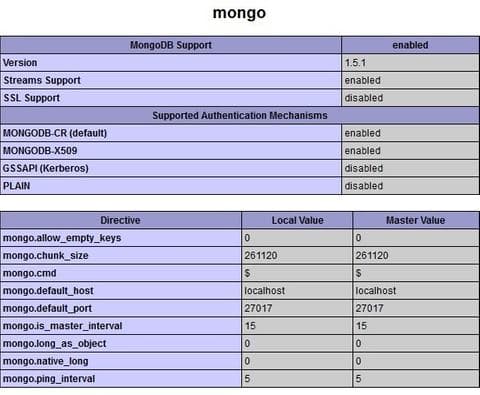 mongo
MongoDB Support enabled
Version 1.5.1
Streams Support enabled
SSL Support disabled
Supported Authentication Mechanisms
MONGODB-CR (default) enabled
MONGODB-X509 enabled
GSSAPI (Kerberos) disabled
PLAIN disabled
Directive Local Value Master Value
mongo.allow_empty_keys 0 0
mongo.chunk_size 261120 261120
mongo.cmd $ $
mongo.default_host localhost localhost
mongo.default_port 27017 27017
mongo.is_master_interval 15 15
mongo.long_as_object 0 0
mongo.native_long 0 0
mongo.ping_interval 5 5